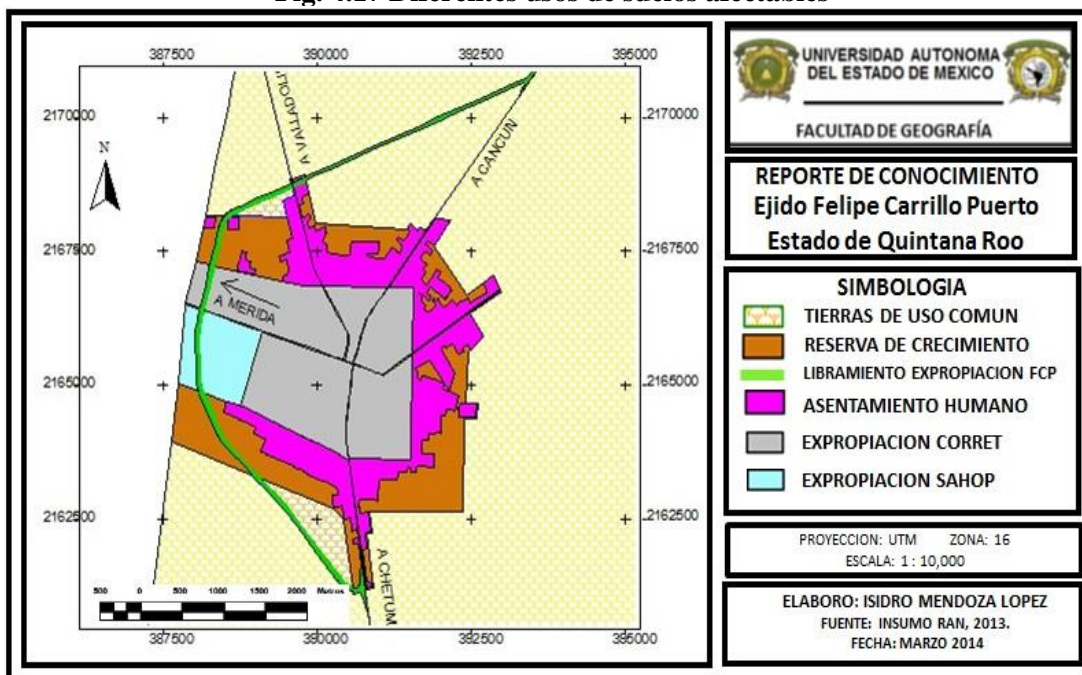 387500 390000 392500 395000
2170000 2170000
N
A CANCUN
2167500 2167500
A MERIDA
2165000 2165000
2162500 2162500
A CHETUM
500 0 500 1000 1500 2000 Metros
387500 390000 392500 395000
UNIVERSIDAD AUTONOMA
DEL ESTADO DE MEXICO
FACULTAD DE GEOGRAFÍA
REPORTE DE CONOCIMIENTO
Ejido Felipe Carrillo Puerto
Estado de Quintana Roo
SIMBOLOGIA
TIERRAS DE USO COMUN
RESERVA DE CRECIMIENTO
LIBRAMIENTO EXPROPIACION FCP
ASENTAMIENTO HUMANO
EXPROPIACION CORRET
EXPROPIACION SAHOP
PROYECCION: UTM ZONA: 16
ESCALA: 1 : 10,000
ELABORO: ISIDRO MENDOZA LOPEZ
FUENTE: INSUMO RAN, 2013.
FECHA: MARZO 2014